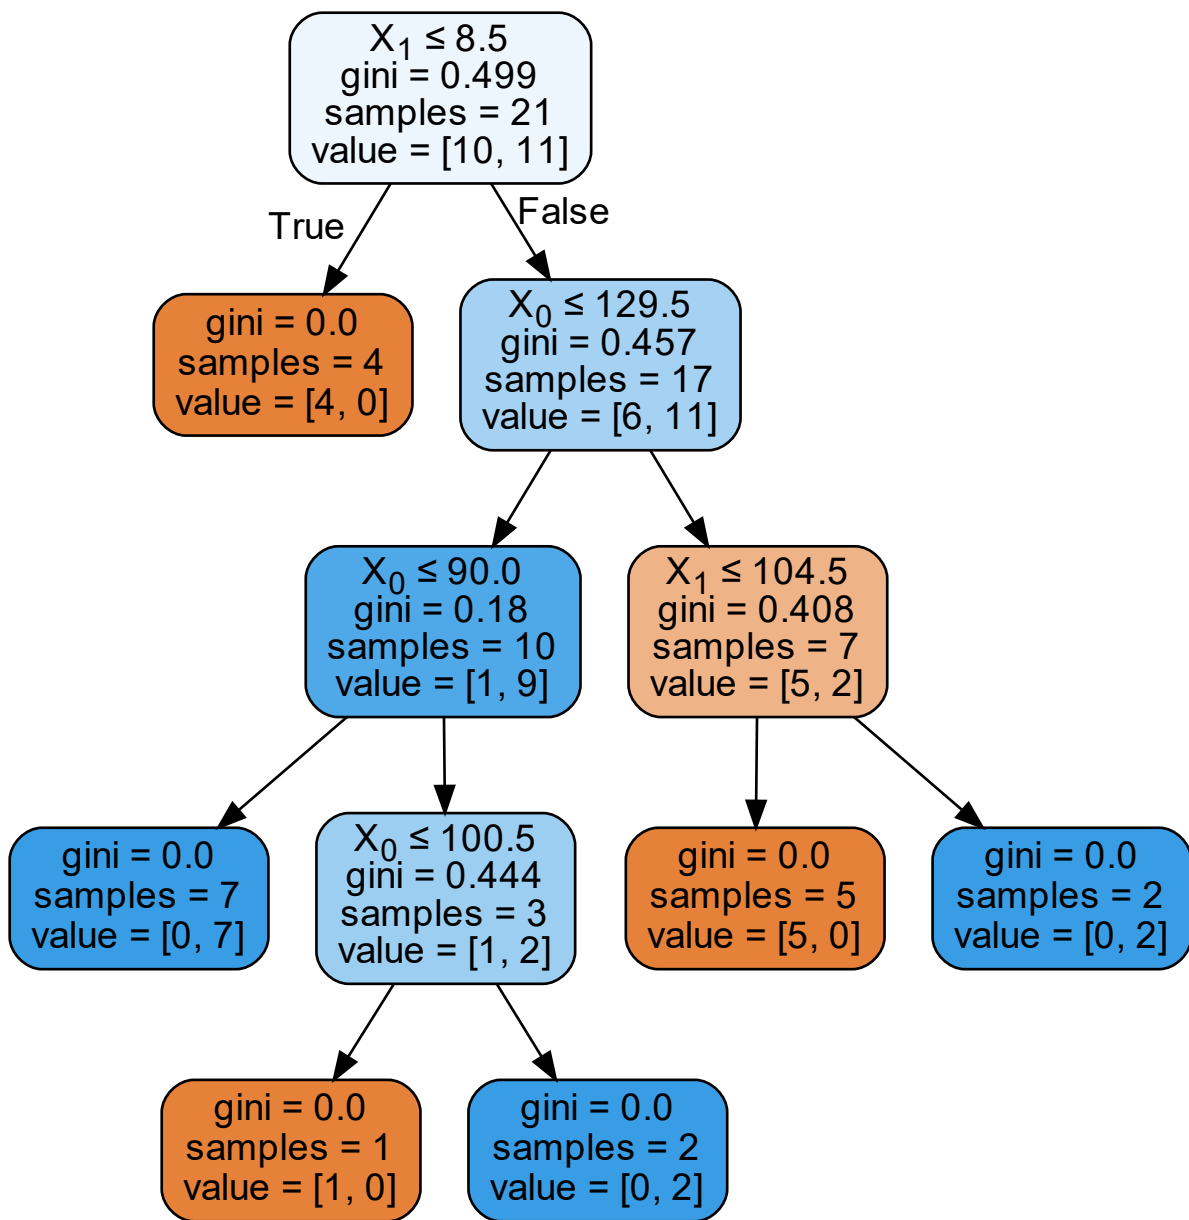 X₁ ≤ 8.5
gini = 0.499
samples = 21
value = [10, 11]
True
False
gini = 0.0
samples = 4
value = [4, 0]
X₀ ≤ 129.5
gini = 0.457
samples = 17
value = [6, 11]
X₀ ≤ 90.0
gini = 0.18
samples = 10
value = [1, 9]
X₁ ≤ 104.5
gini = 0.408
samples = 7
value = [5, 2]
gini = 0.0
samples = 7
value = [0, 7]
X₀ ≤ 100.5
gini = 0.444
samples = 3
value = [1, 2]
gini = 0.0
samples = 5
value = [5, 0]
gini = 0.0
samples = 2
value = [0, 2]
gini = 0.0
samples = 1
value = [1, 0]
gini = 0.0
samples = 2
value = [0, 2]